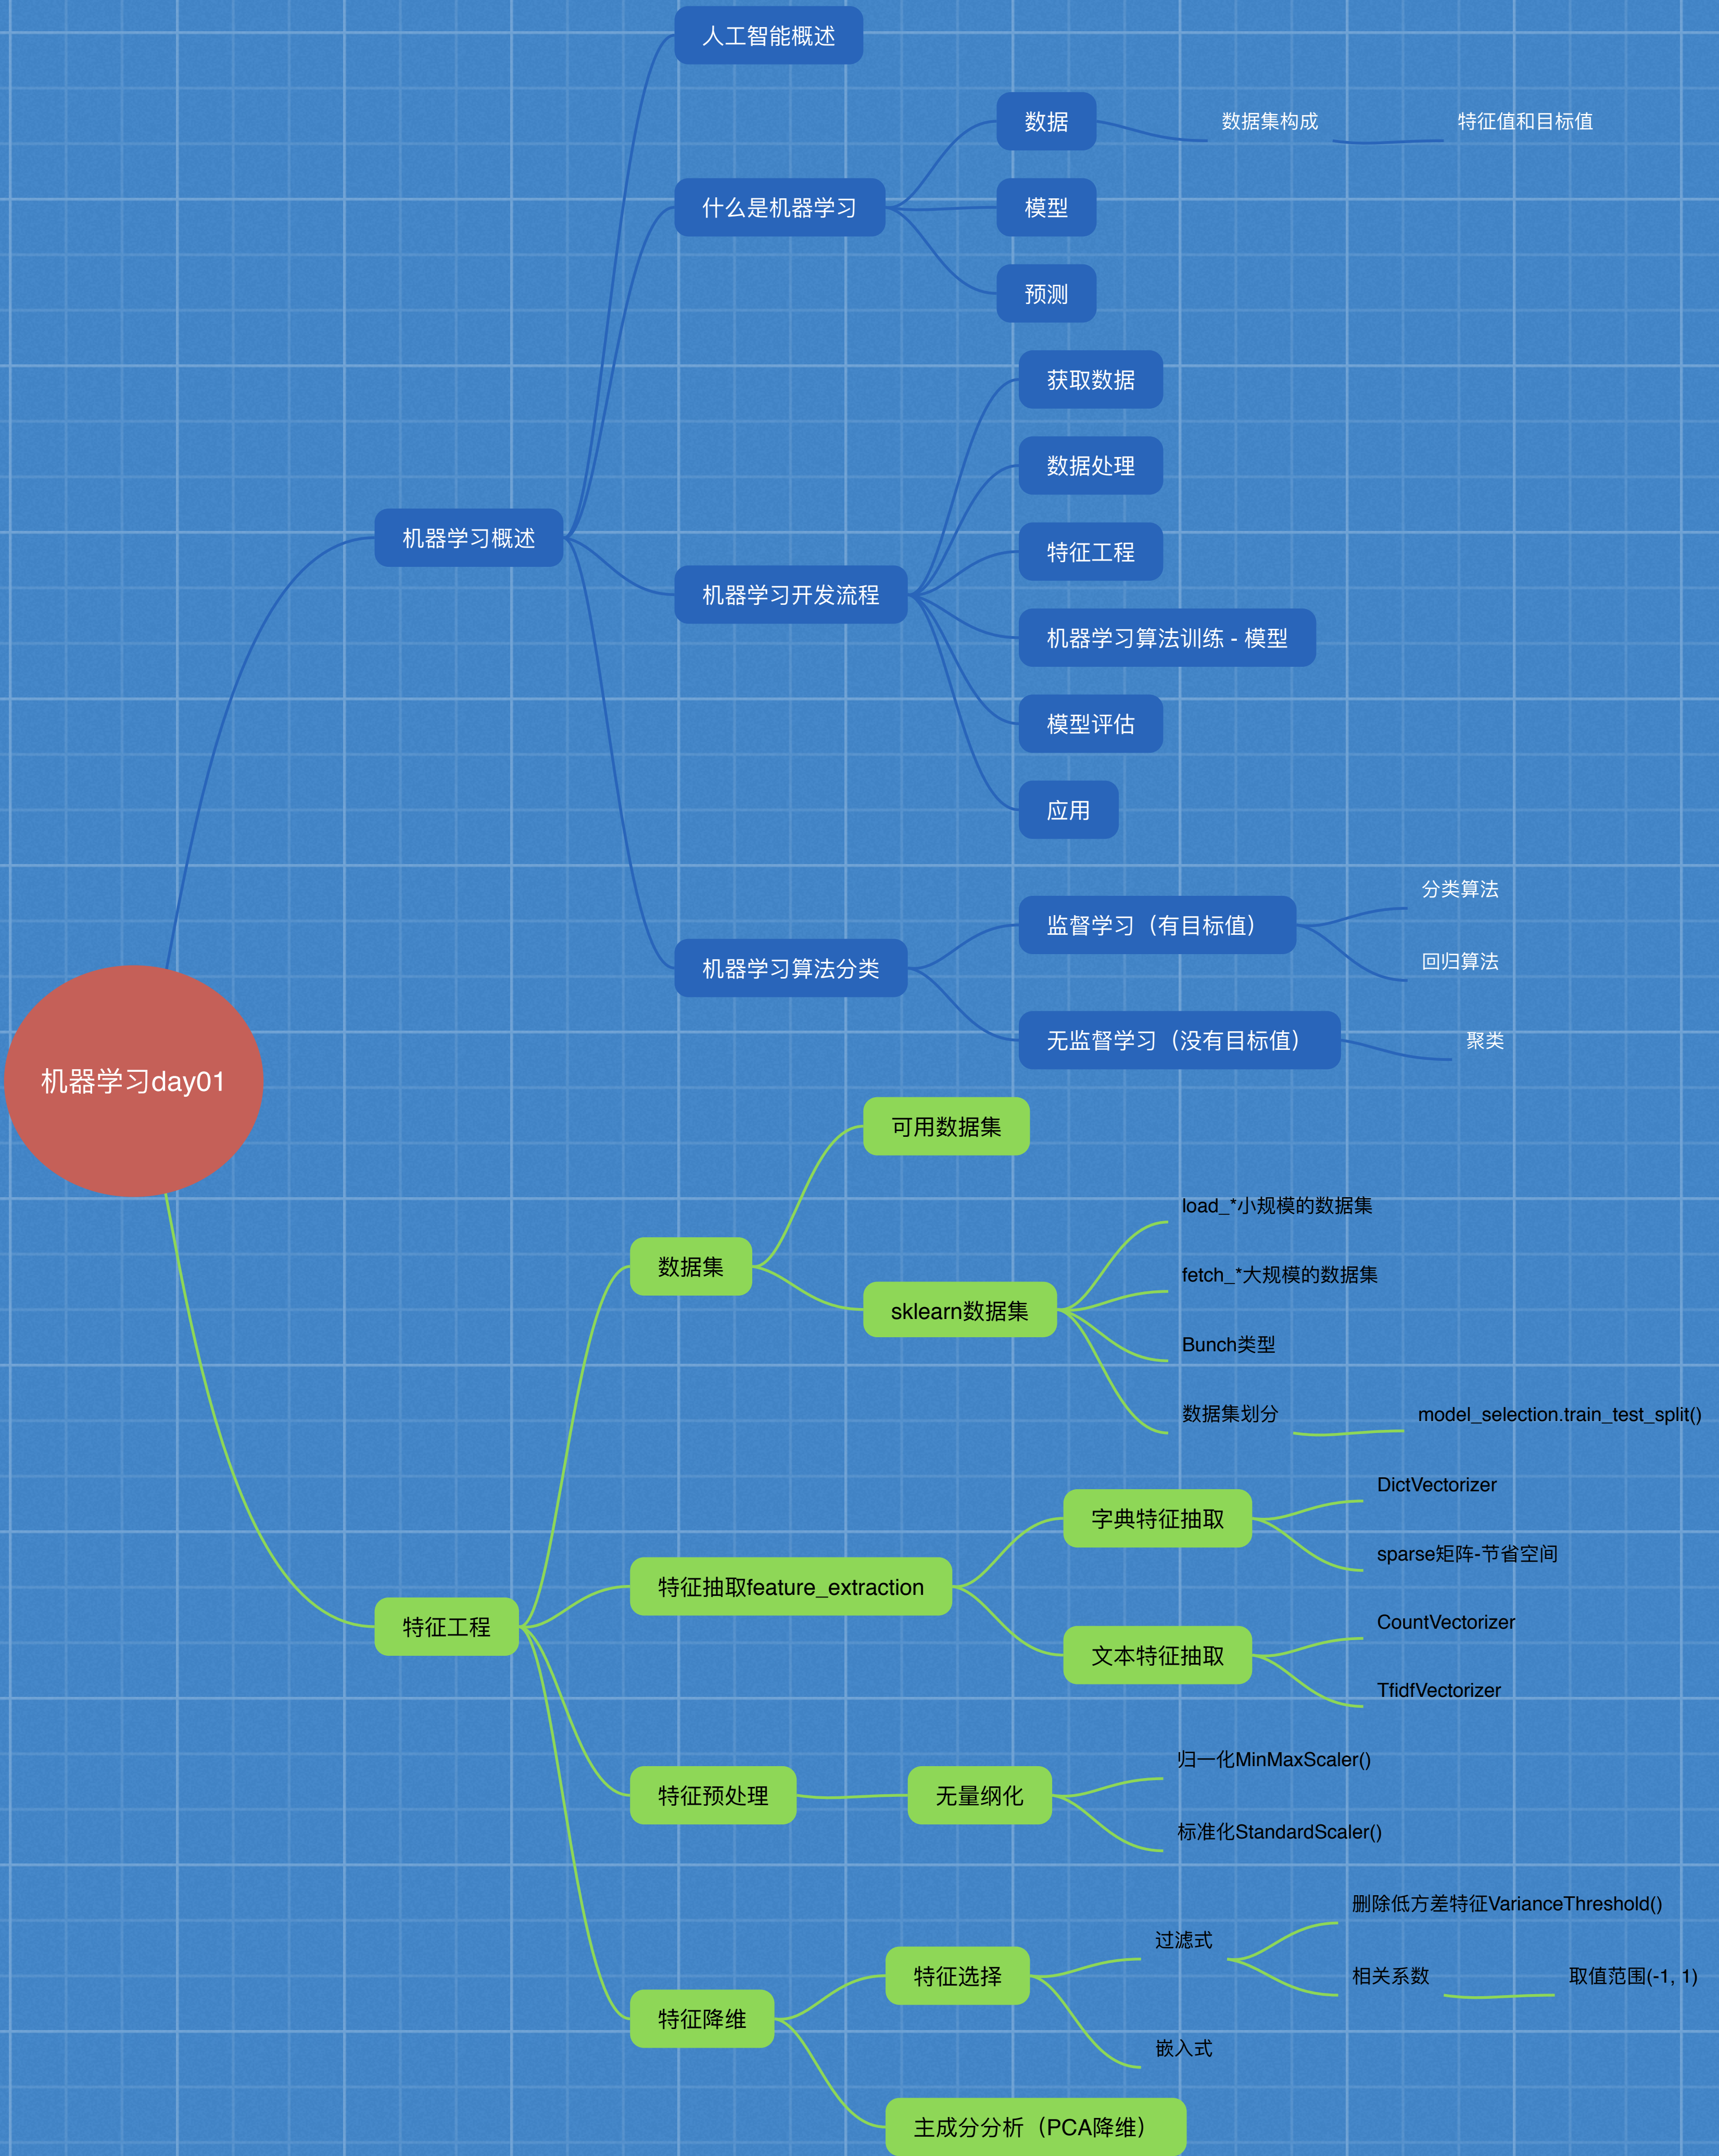 机器学习day01
机器学习概述
人工智能概述
什么是机器学习
数据
数据集构成
特征值和目标值
模型
预测
机器学习开发流程
获取数据
数据处理
特征工程
机器学习算法训练 - 模型
模型评估
应用
机器学习算法分类
监督学习（有目标值）
分类算法
回归算法
无监督学习（没有目标值）
聚类
特征工程
数据集
可用数据集
sklearn数据集
load_*小规模的数据集
fetch_*大规模的数据集
Bunch类型
数据集划分
model_selection.train_test_split()
特征抽取feature_extraction
字典特征抽取
DictVectorizer
sparse矩阵-节省空间
文本特征抽取
CountVectorizer
TfidfVectorizer
特征预处理
无量纲化
归一化MinMaxScaler()
标准化StandardScaler()
特征降维
特征选择
过滤式
删除低方差特征VarianceThreshold()
相关系数
取值范围(-1, 1)
嵌入式
主成分分析（PCA降维）